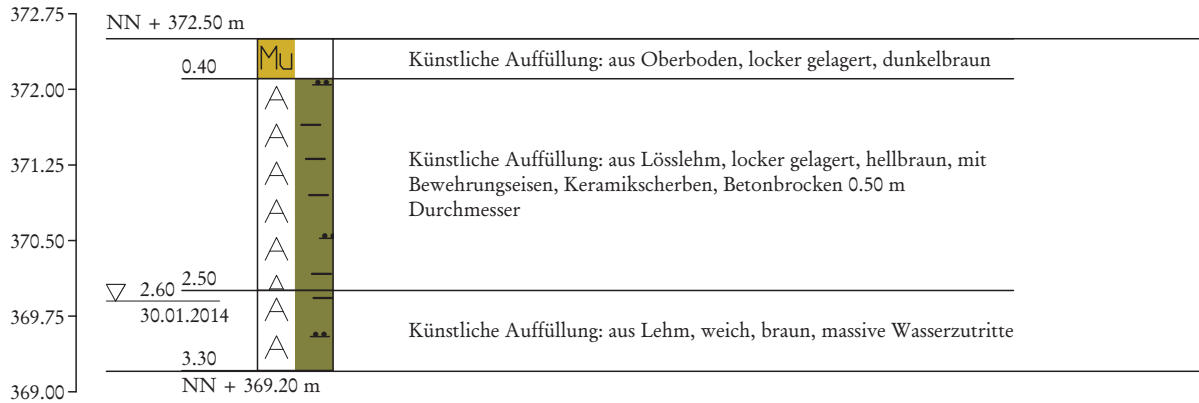 372.75
NN + 372.50 m
Mu
0.40
Künstliche Auffüllung: aus Oberboden, locker gelagert, dunkelbraun
372.00
A
A
371.25
A
Künstliche Auffüllung: aus Lösslehm, locker gelagert, hellbraun, mit
Bewehrungseisen, Keramikscherben, Betonbrocken 0.50 m
Durchmesser
A
370.50
A
A
2.50
2.60
30.01.2014
369.75
A
Künstliche Auffüllung: aus Lehm, weich, braun, massive Wasserzutritte
A
3.30
NN + 369.20 m
369.00